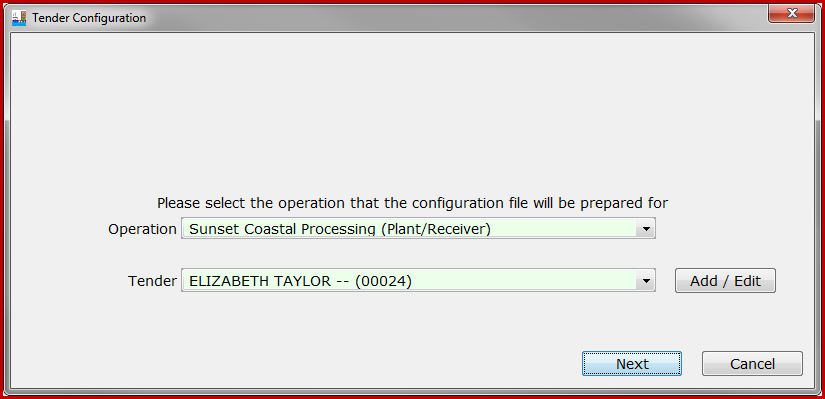 Tender Configuration
Please select the operation that the configuration file will be prepared for
Operation Sunset Coastal Processing (Plant/Receiver)
Tender ELIZABETH TAYLOR -- (00024) Add / Edit
Next Cancel